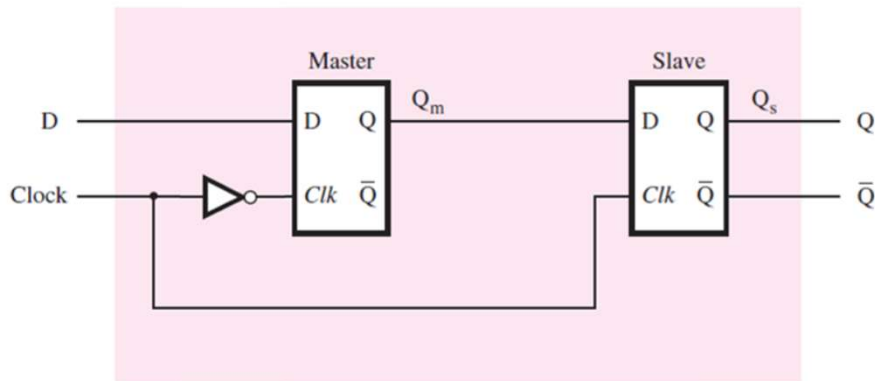 Master Slave
D D Q Qm D Q Qs Q
Clock Clk Q̅ Clk Q̅ Q̅